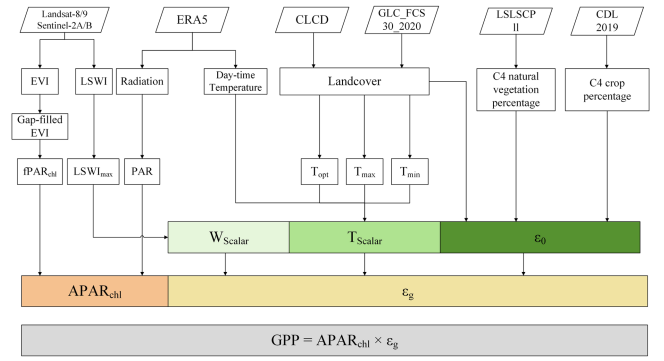 Landsat-8/9
Sentinel-2A/B
ERA5
CLCD
GLC_FCS
30_2020
LSLSCP
II
CDL
2019
EVI
LSWI
Radiation
Day-time
Temperature
Landcover
C4 natural
vegetation
percentage
C4 crop
percentage
Gap-filled
EVI
fPARchl
LSWImax
PAR
Topt
Tmax
Tmin
WScalar
TScalar
ε0
APARchl
εg
GPP = APARchl × εg